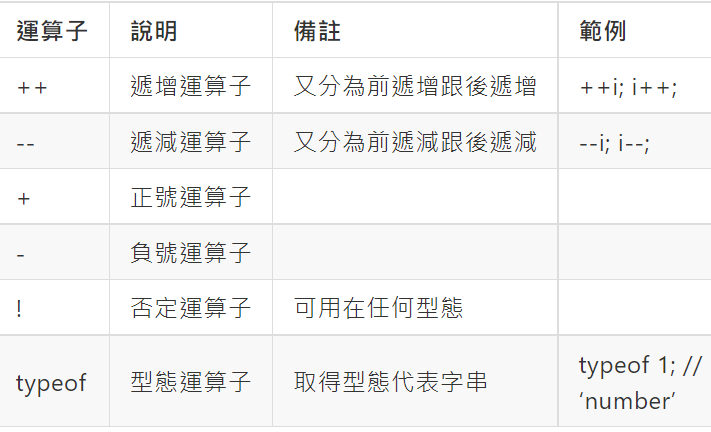 運算子 說明 備註 範例
++ 遞增運算子 又分為前遞增跟後遞增 ++i; i++;
-- 遞減運算子 又分為前遞減跟後遞減 --i; i--;
+ 正號運算子
- 負號運算子
! 否定運算子 可用在任何型態
typeof 型態運算子 取得型態代表字串 typeof 1; //
‘number’